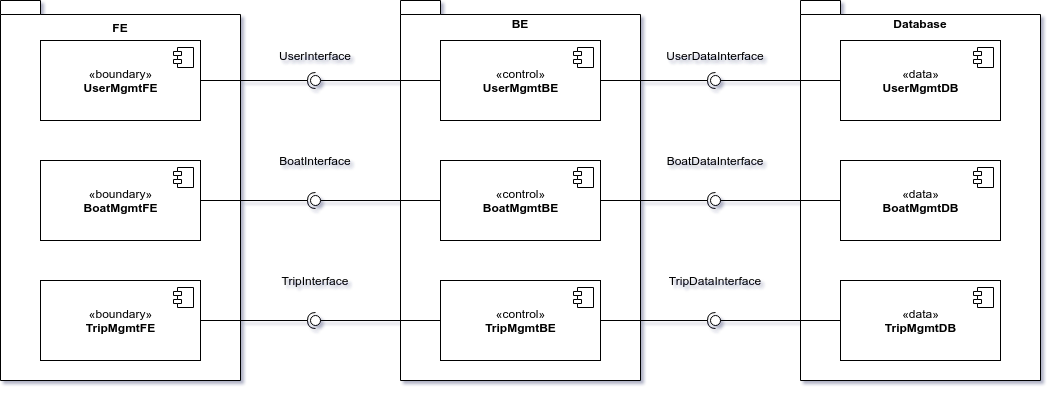 FE
BE
Database
UserInterface
UserDataInterface
«boundary»
UserMgmtFE
«control»
UserMgmtBE
«data»
UserMgmtDB
BoatInterface
BoatDataInterface
«boundary»
BoatMgmtFE
«control»
BoatMgmtBE
«data»
BoatMgmtDB
TripInterface
TripDataInterface
«boundary»
TripMgmtFE
«control»
TripMgmtBE
«data»
TripMgmtDB